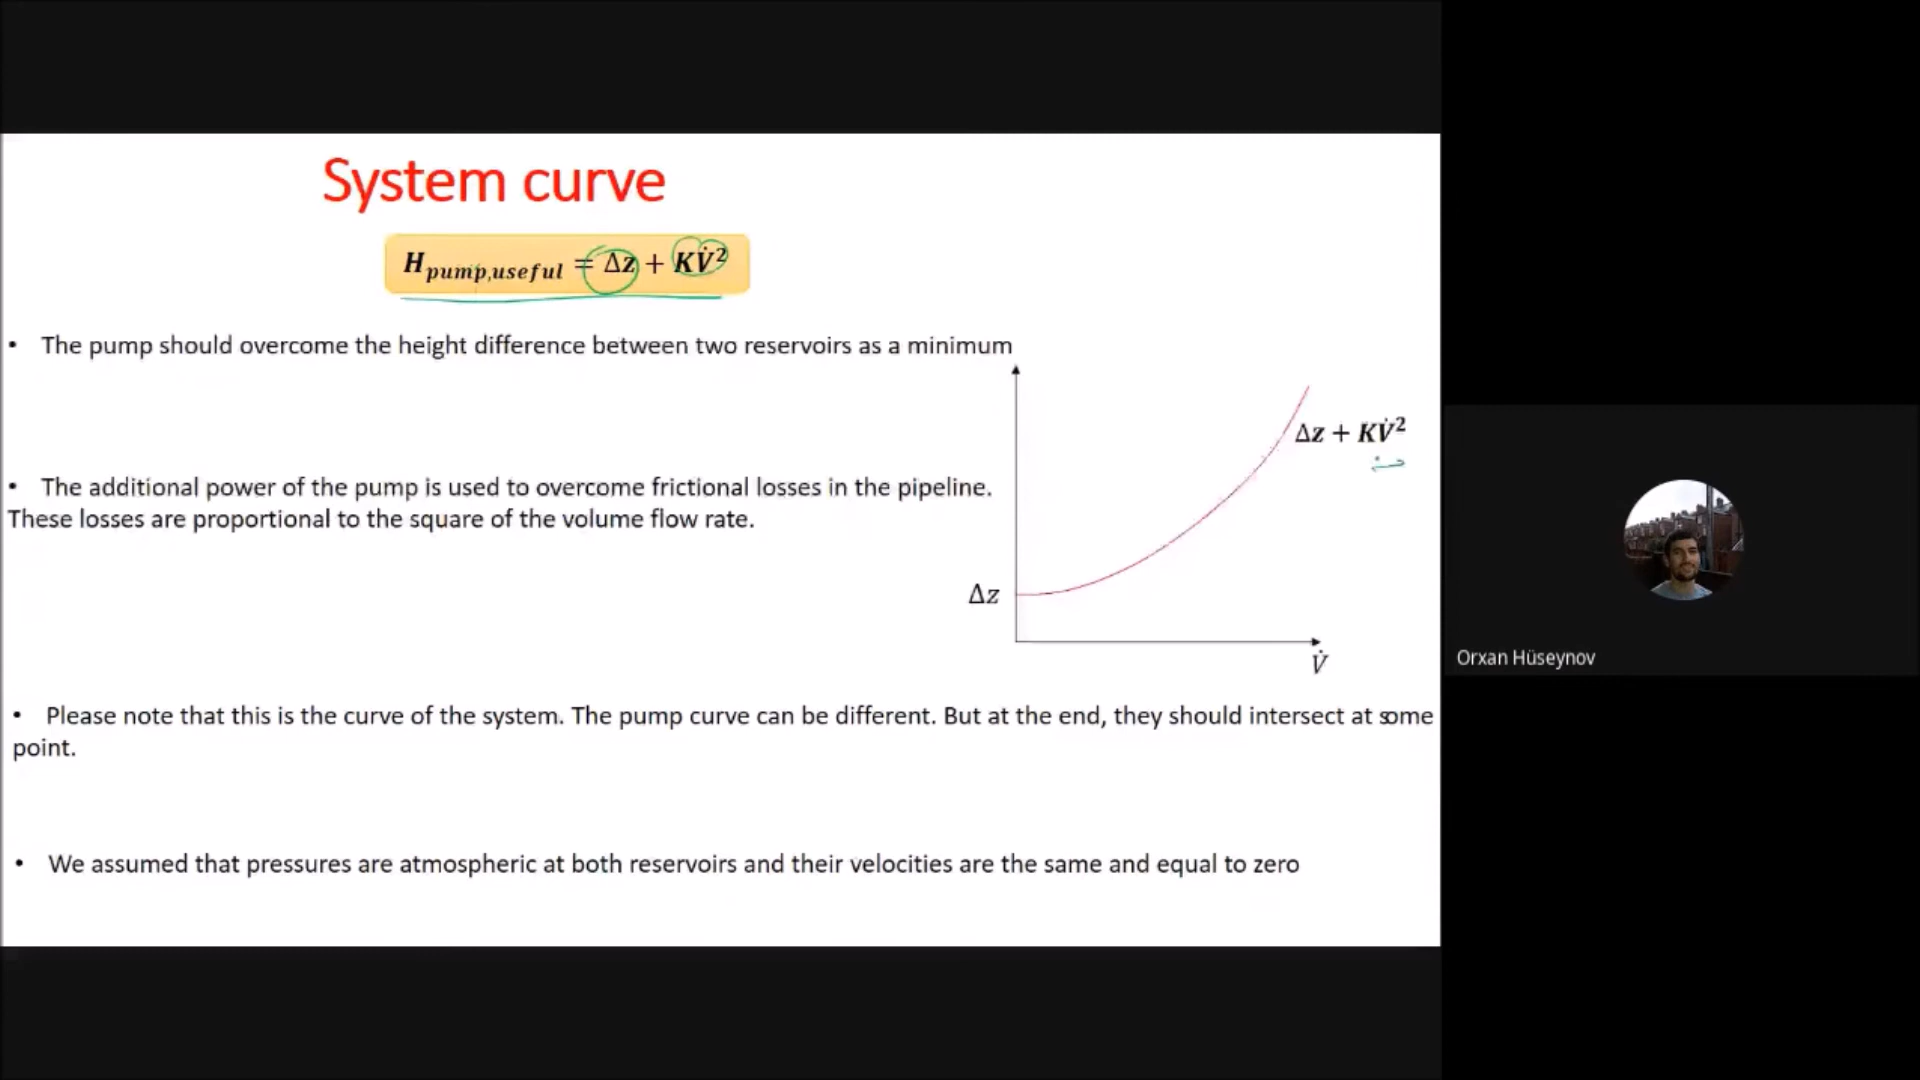 System curve
H_{pump,useful} = Δz + KV̇²
• The pump should overcome the height difference between two reservoirs as a minimum
Δz + KV̇²
• The additional power of the pump is used to overcome frictional losses in the pipeline.
These losses are proportional to the square of the volume flow rate.
Δz
V̇
Orxan Hüseynov
• Please note that this is the curve of the system. The pump curve can be different. But at the end, they should intersect at some
point.
• We assumed that pressures are atmospheric at both reservoirs and their velocities are the same and equal to zero